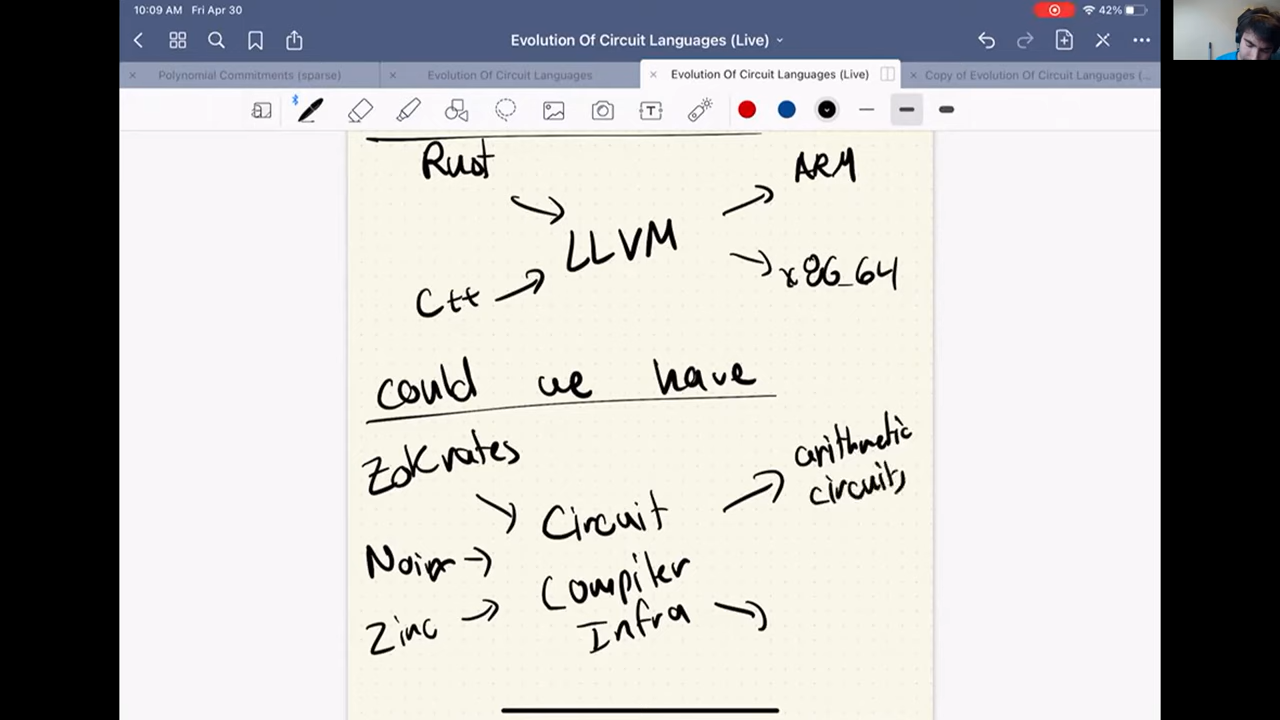 10:09 AM Fri Apr 30
42%
Evolution Of Circuit Languages (Live)
Polynomial Commitments (sparse)
Evolution Of Circuit Languages
Evolution Of Circuit Languages (Live)
Copy of Evolution Of Circuit Languages (...
T
Rust
ARM
LLVM
C++
x86_64
could we have
Zokrates
arithmetic
circuits
Circuit
Noir
Compiler
Zinc
Infra